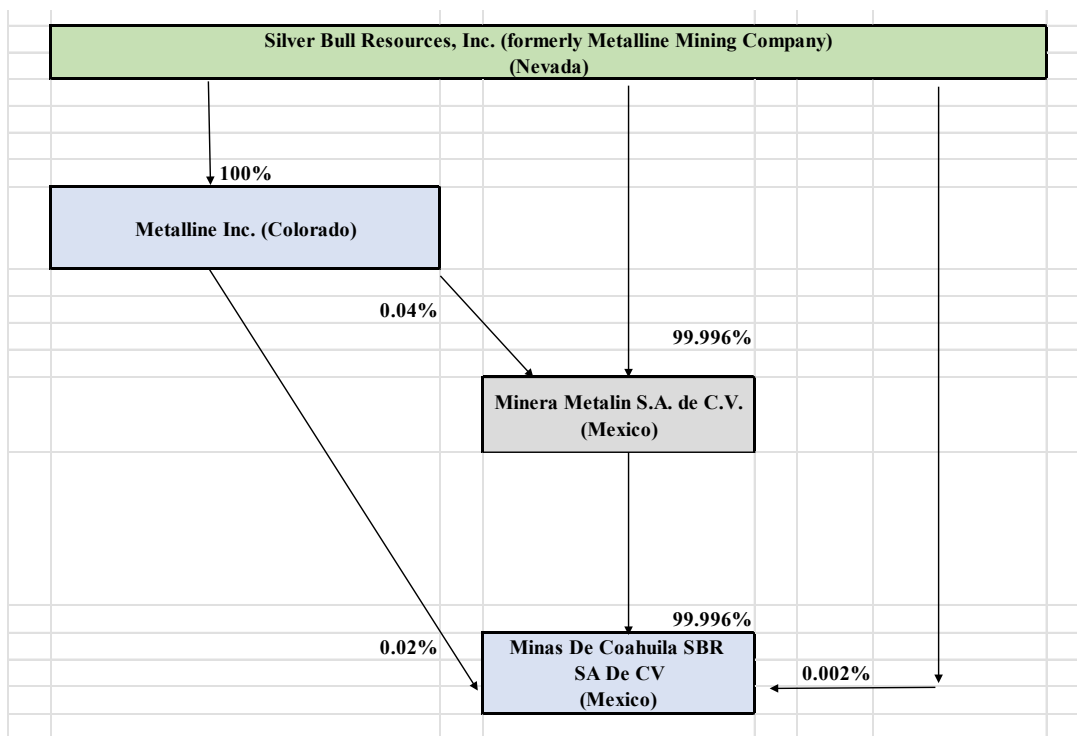 Silver Bull Resources, Inc. (formerly Metalline Mining Company)
(Nevada)
100%
Metalline Inc. (Colorado)
0.04%
99.996%
Minera Metalin S.A. de C.V.
(Mexico)
99.996%
0.02%
Minas De Coahuila SBR
SA De CV
(Mexico)
0.002%